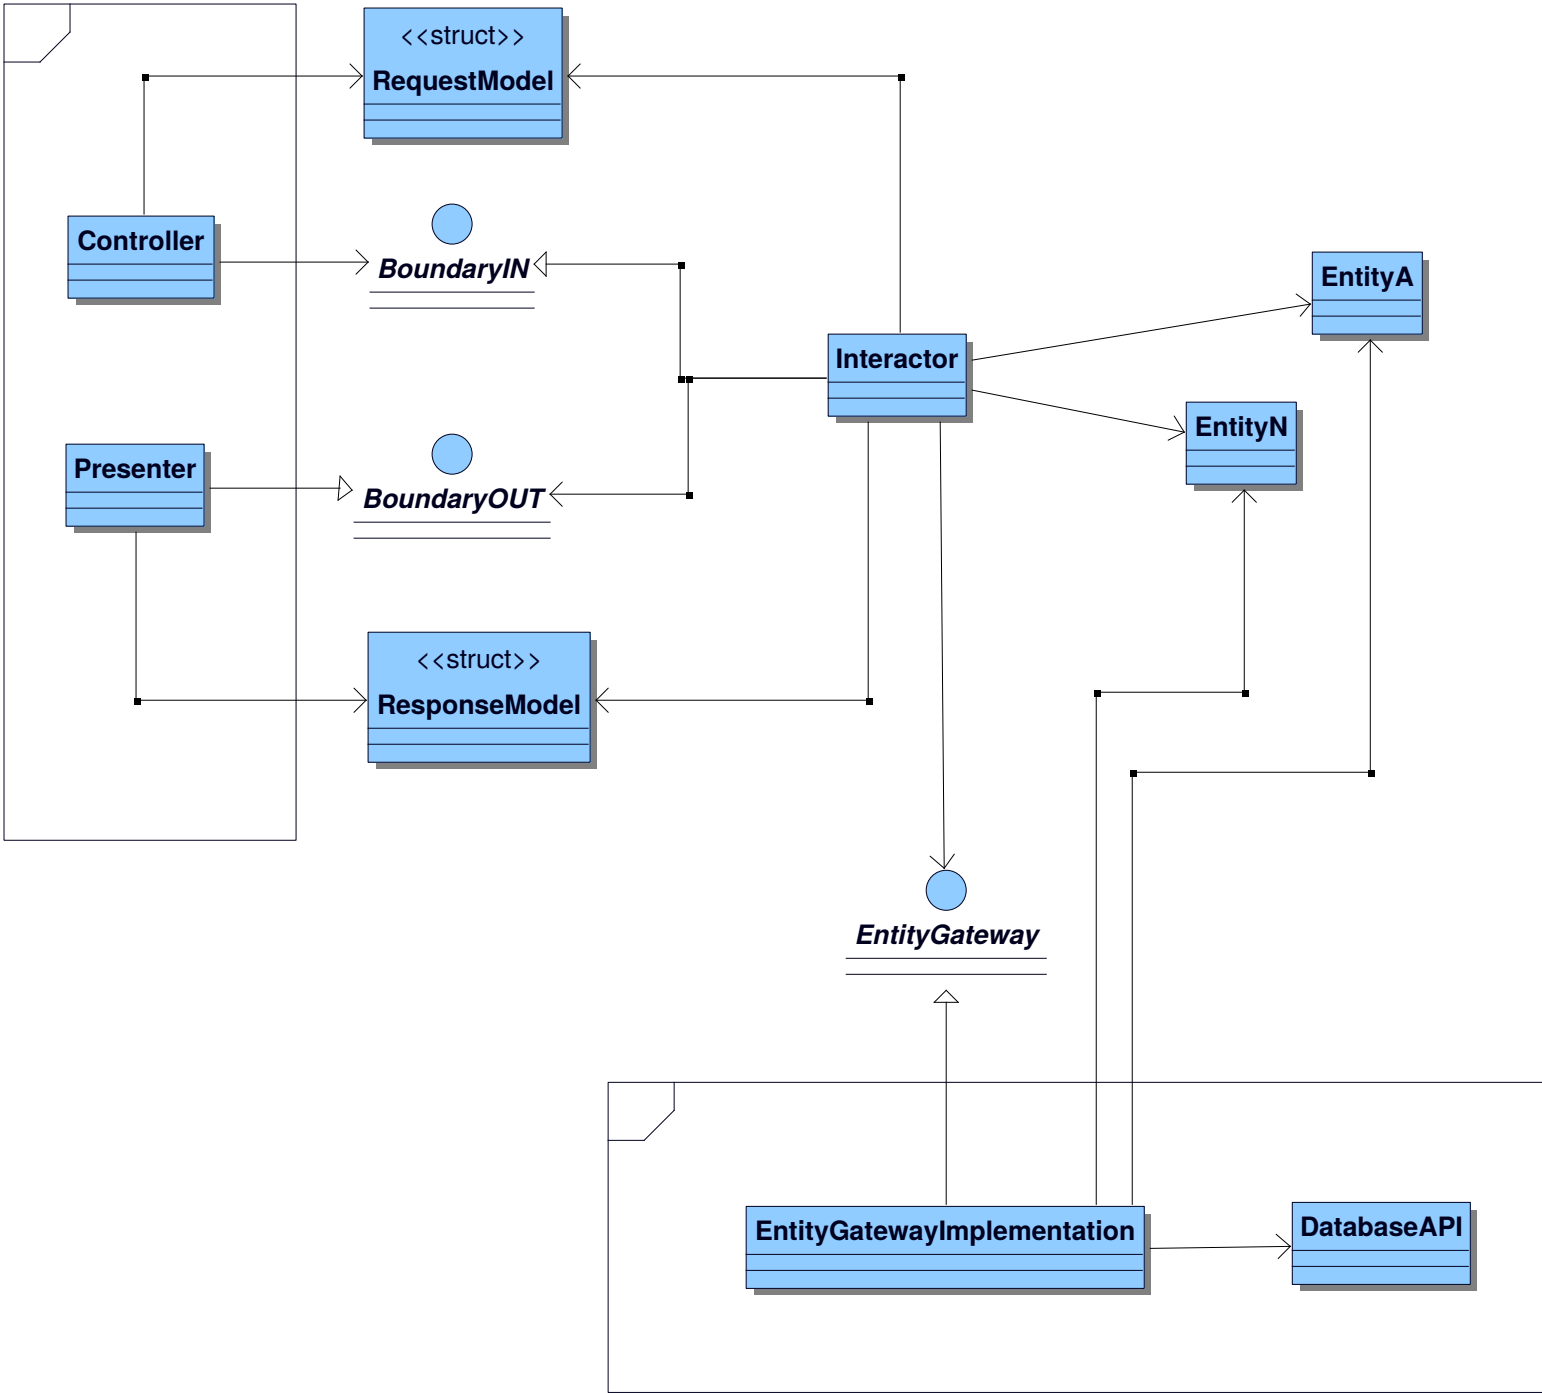 <<struct>>
RequestModel
Controller
BoundaryIN
EntityA
Interactor
EntityN
Presenter
BoundaryOUT
<<struct>>
ResponseModel
EntityGateway
EntityGatewayImplementation
DatabaseAPI